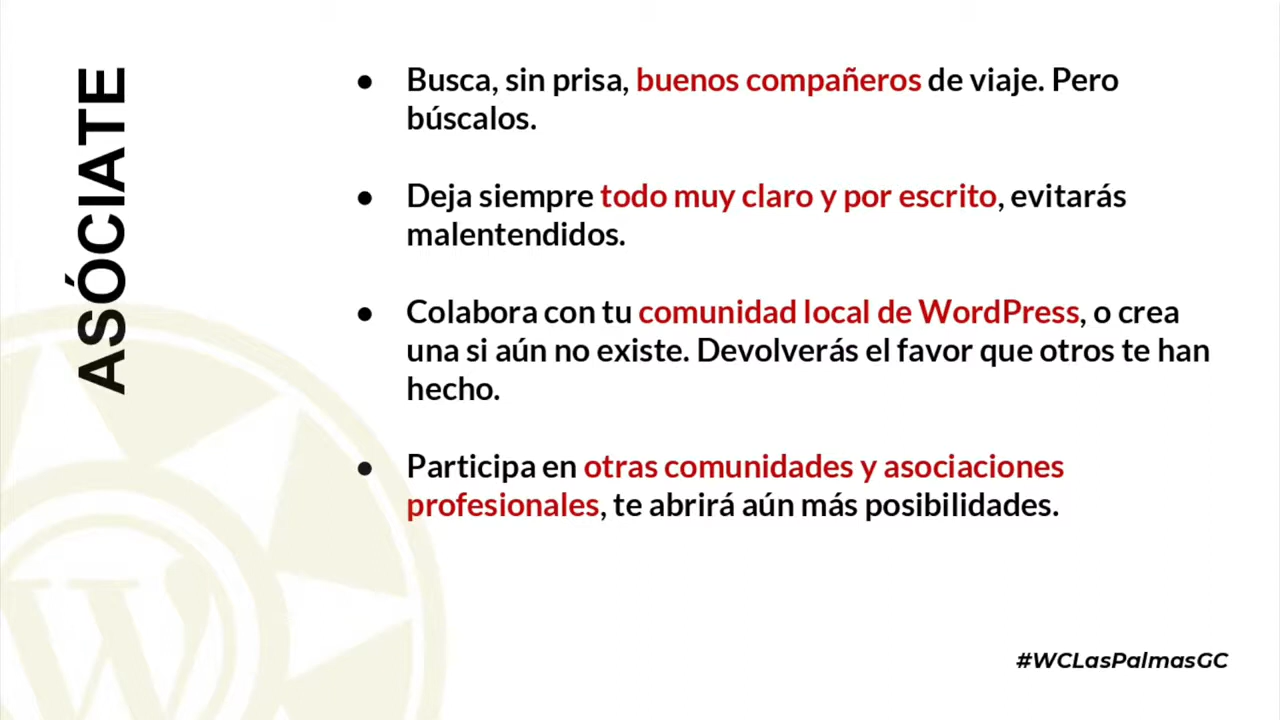 ASÓCIATE
● Busca, sin prisa, buenos compañeros de viaje. Pero
búscalos.
● Deja siempre todo muy claro y por escrito, evitarás
malentendidos.
● Colabora con tu comunidad local de WordPress, o crea
una si aún no existe. Devolverás el favor que otros te han
hecho.
● Participa en otras comunidades y asociaciones
profesionales, te abrirá aún más posibilidades.
#WCLasPalmasGC